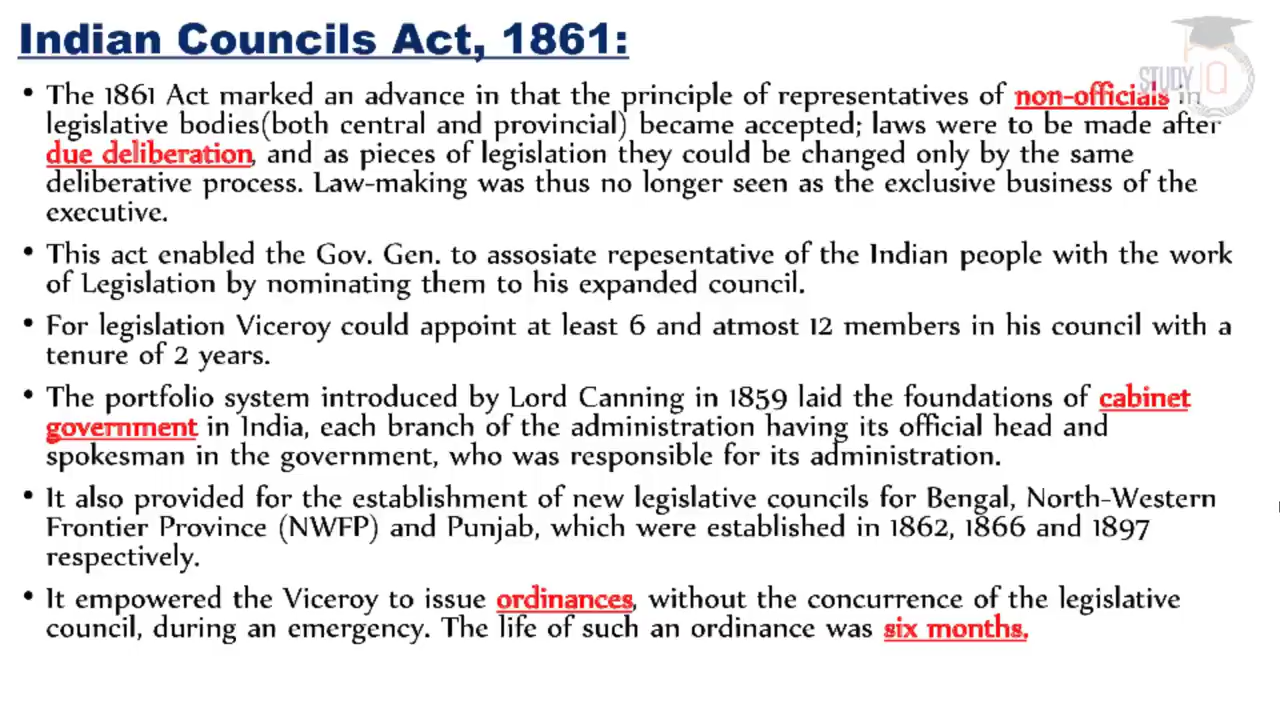 Indian Councils Act, 1861:
STUDY IQ
• The 1861 Act marked an advance in that the principle of representatives of non-officials in
legislative bodies(both central and provincial) became accepted; laws were to be made after
due deliberation, and as pieces of legislation they could be changed only by the same
deliberative process. Law-making was thus no longer seen as the exclusive business of the
executive.
• This act enabled the Gov. Gen. to assosiate repesentative of the Indian people with the work
of Legislation by nominating them to his expanded council.
• For legislation Viceroy could appoint at least 6 and atmost 12 members in his council with a
tenure of 2 years.
• The portfolio system introduced by Lord Canning in 1859 laid the foundations of cabinet
government in India, each branch of the administration having its official head and
spokesman in the government, who was responsible for its administration.
• It also provided for the establishment of new legislative councils for Bengal, North-Western
Frontier Province (NWFP) and Punjab, which were established in 1862, 1866 and 1897
respectively.
• It empowered the Viceroy to issue ordinances, without the concurrence of the legislative
council, during an emergency. The life of such an ordinance was six months.